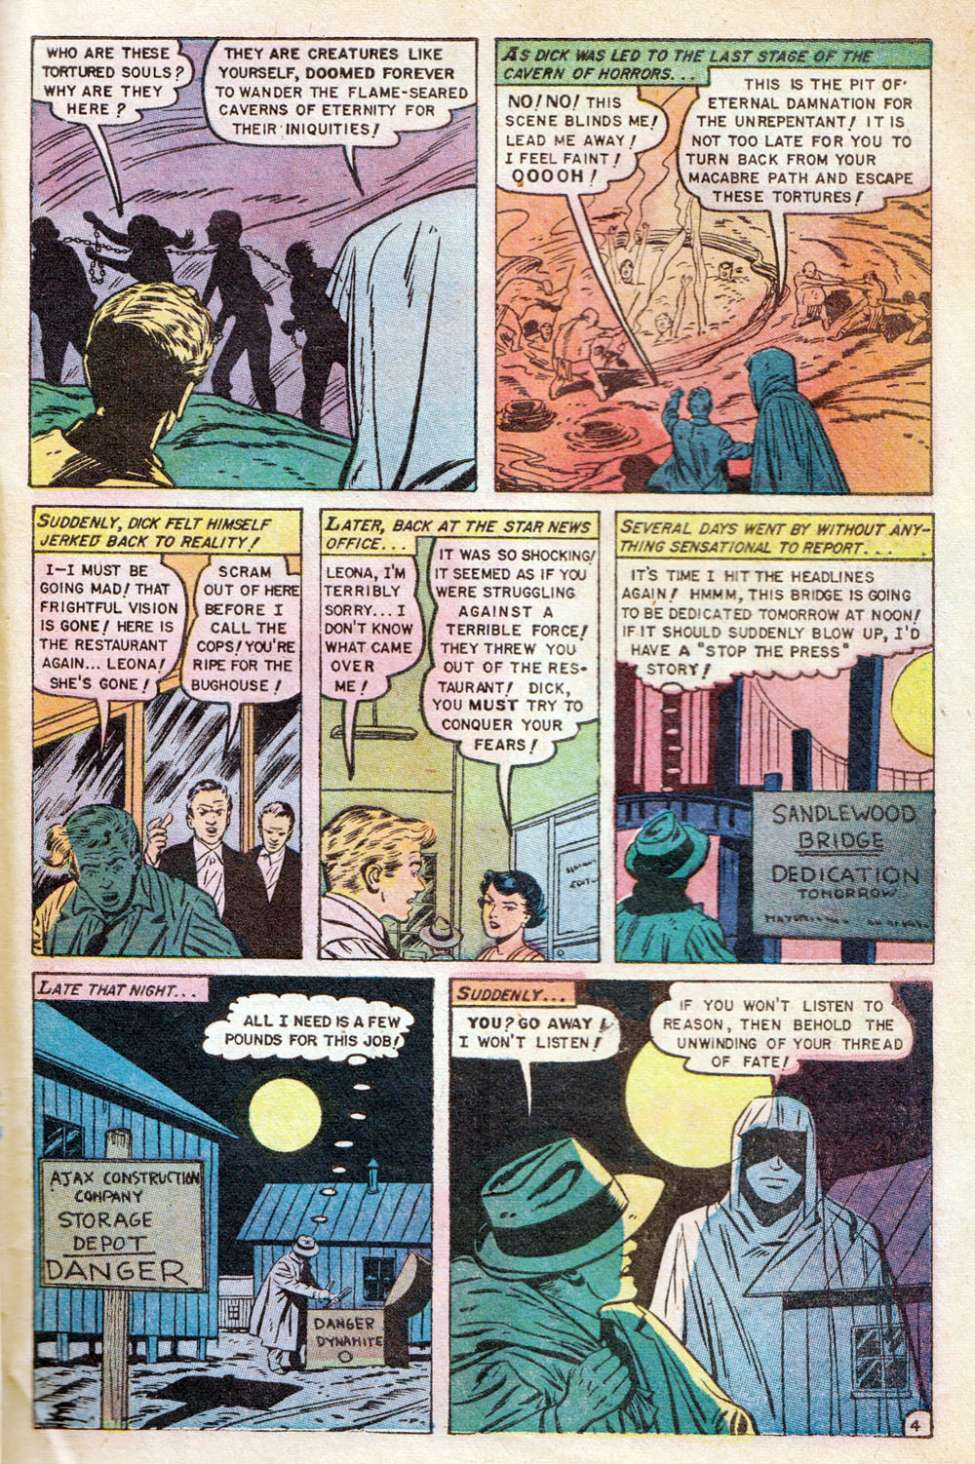 WHO ARE THESE
TORTURED SOULS?
WHY ARE THEY
HERE?
THEY ARE CREATURES LIKE
YOURSELF, DOOMED FOREVER
TO WANDER THE FLAME-SEARED
CAVERNS OF ETERNITY FOR
THEIR INIQUITIES!
AS DICK WAS LED TO THE LAST STAGE OF THE
CAVERN OF HORRORS...
NO! NO! THIS
SCENE BLINDS ME!
LEAD ME AWAY!
I FEEL FAINT!
OOOOH!
THIS IS THE PIT OF
ETERNAL DAMNATION FOR
THE UNREPENTANT! IT IS
NOT TOO LATE FOR YOU TO
TURN BACK FROM YOUR
MACABRE PATH AND ESCAPE
THESE TORTURES!
SUDDENLY, DICK FELT HIMSELF
JERKED BACK TO REALITY!
I-I MUST BE
GOING MAD! THAT
FRIGHTFUL VISION
IS GONE! HERE IS
THE RESTAURANT
AGAIN... LEONA!
SHE'S GONE!
SCRAM
OUT OF HERE
BEFORE I
CALL THE
COPS! YOU'RE
RIPE FOR THE
BUGHOUSE!
LATER, BACK AT THE STAR NEWS
OFFICE...
LEONA, I'M
TERRIBLY
SORRY... I
DON'T KNOW
WHAT CAME
OVER
ME!
IT WAS SO SHOCKING!
IT SEEMED AS IF YOU
WERE STRUGGLING
AGAINST A
TERRIBLE FORCE!
THEY THREW YOU
OUT OF THE RES-
TAURANT! DICK,
YOU MUST TRY TO
CONQUER YOUR
FEARS!
SEVERAL DAYS WENT BY WITHOUT ANY-
THING SENSATIONAL TO REPORT...
IT'S TIME I HIT THE HEADLINES
AGAIN! HMMM, THIS BRIDGE IS GOING
TO BE DEDICATED TOMORROW AT NOON!
IF IT SHOULD SUDDENLY BLOW UP, I'D
HAVE A "STOP THE PRESS"
STORY!
SANDLEWOOD
BRIDGE
DEDICATION
TOMORROW
LATE THAT NIGHT...
ALL I NEED IS A FEW
POUNDS FOR THIS JOB!
AJAX CONSTRUCTION
COMPANY
STORAGE
DEPOT
DANGER
DANGER
DYNAMITE
SUDDENLY...
YOU? GO AWAY!
I WON'T LISTEN!
IF YOU WON'T LISTEN TO
REASON, THEN BEHOLD THE
UNWINDING OF YOUR THREAD
OF FATE!
4